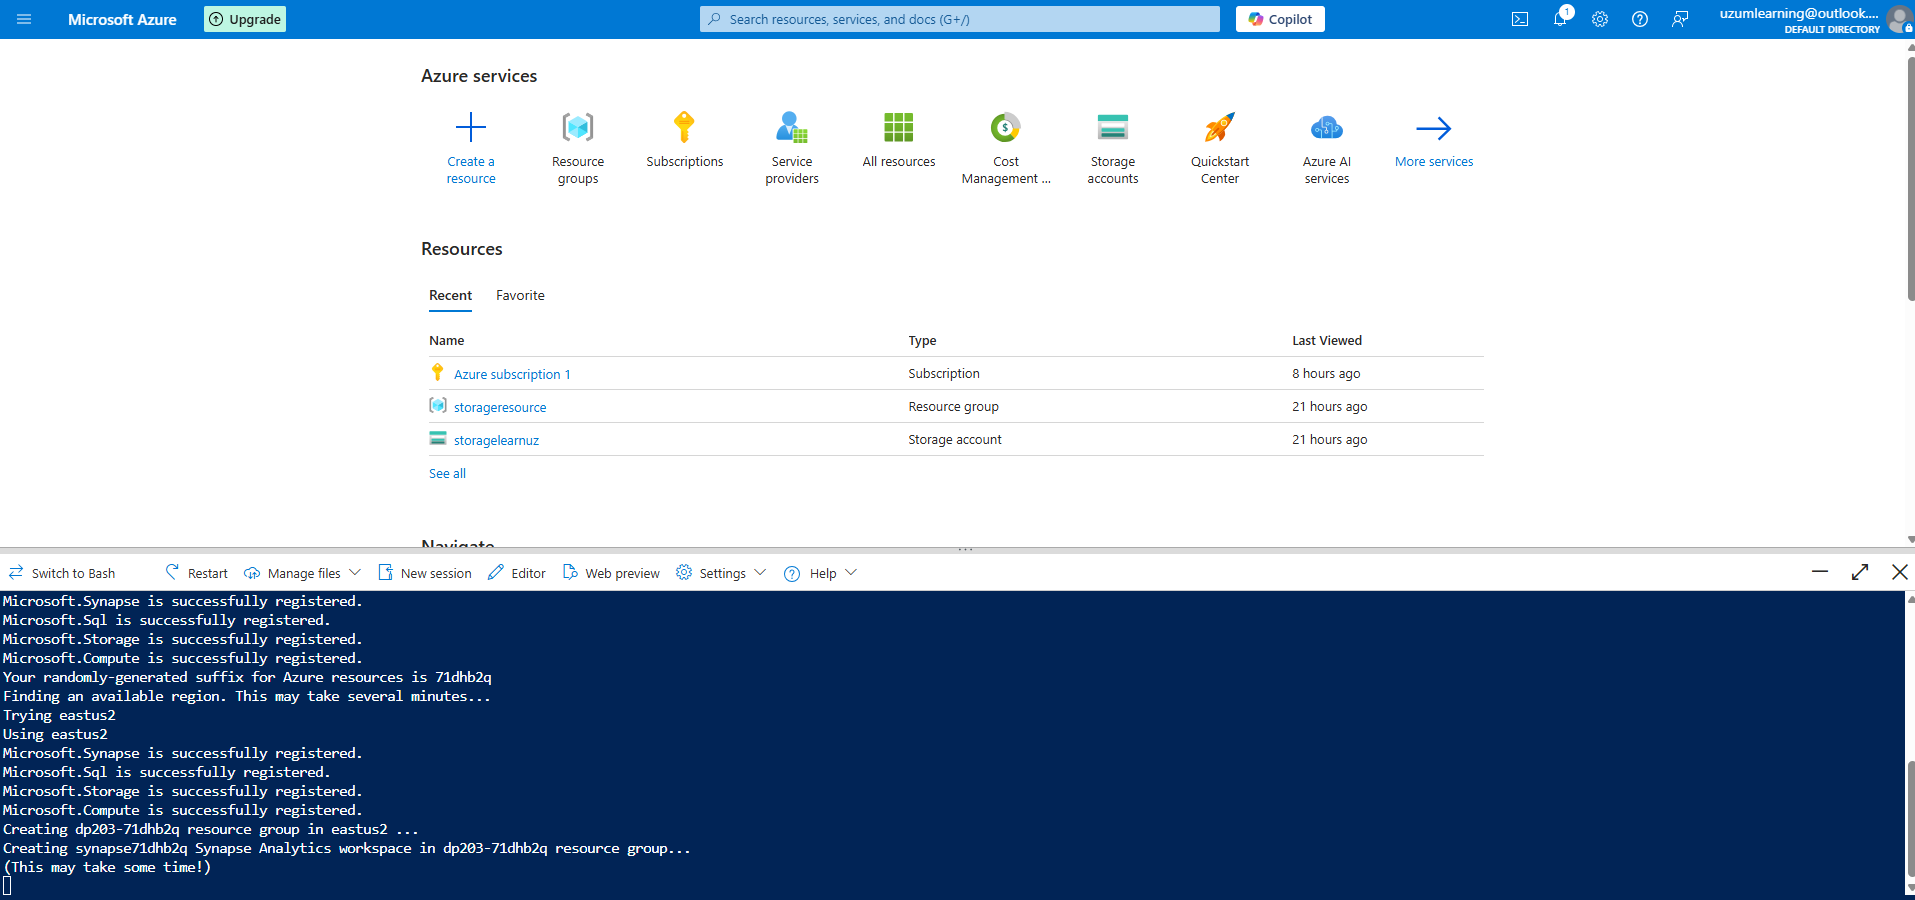 Microsoft Azure
Upgrade
Search resources, services, and docs (G+/)
Copilot
1
uzumlearning@outlook....
DEFAULT DIRECTORY
Azure services
Create a resource
Resource groups
Subscriptions
Service providers
All resources
Cost Management ...
Storage accounts
Quickstart Center
Azure AI services
More services
Resources
Recent Favorite
Name Type Last Viewed
Azure subscription 1 Subscription 8 hours ago
storageresource Resource group 21 hours ago
storagelearnuz Storage account 21 hours ago
See all
Navigate
Switch to Bash Restart Manage files New session Editor Web preview Settings Help
Microsoft.Synapse is successfully registered.
Microsoft.Sql is successfully registered.
Microsoft.Storage is successfully registered.
Microsoft.Compute is successfully registered.
Your randomly-generated suffix for Azure resources is 71dhb2q
Finding an available region. This may take several minutes...
Trying eastus2
Using eastus2
Microsoft.Synapse is successfully registered.
Microsoft.Sql is successfully registered.
Microsoft.Storage is successfully registered.
Microsoft.Compute is successfully registered.
Creating dp203-71dhb2q resource group in eastus2 ...
Creating synapse71dhb2q Synapse Analytics workspace in dp203-71dhb2q resource group...
(This may take some time!)